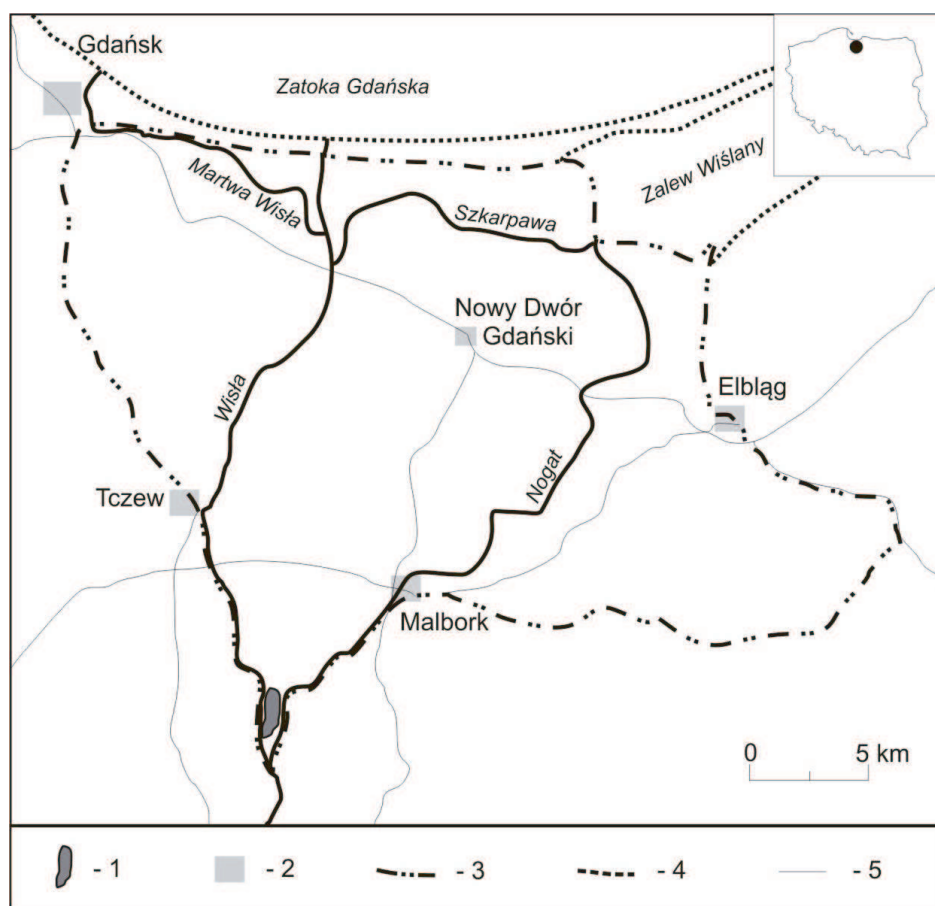 Gdańsk
Zatoka Gdańska
Zalew Wiślany
Martwa Wisła
Szkarpawa
Nowy Dwór
Gdański
Wisła
Elbląg
Nogat
Tczew
Malbork
0 5 km
- 1 - 2 - 3 - 4 - 5